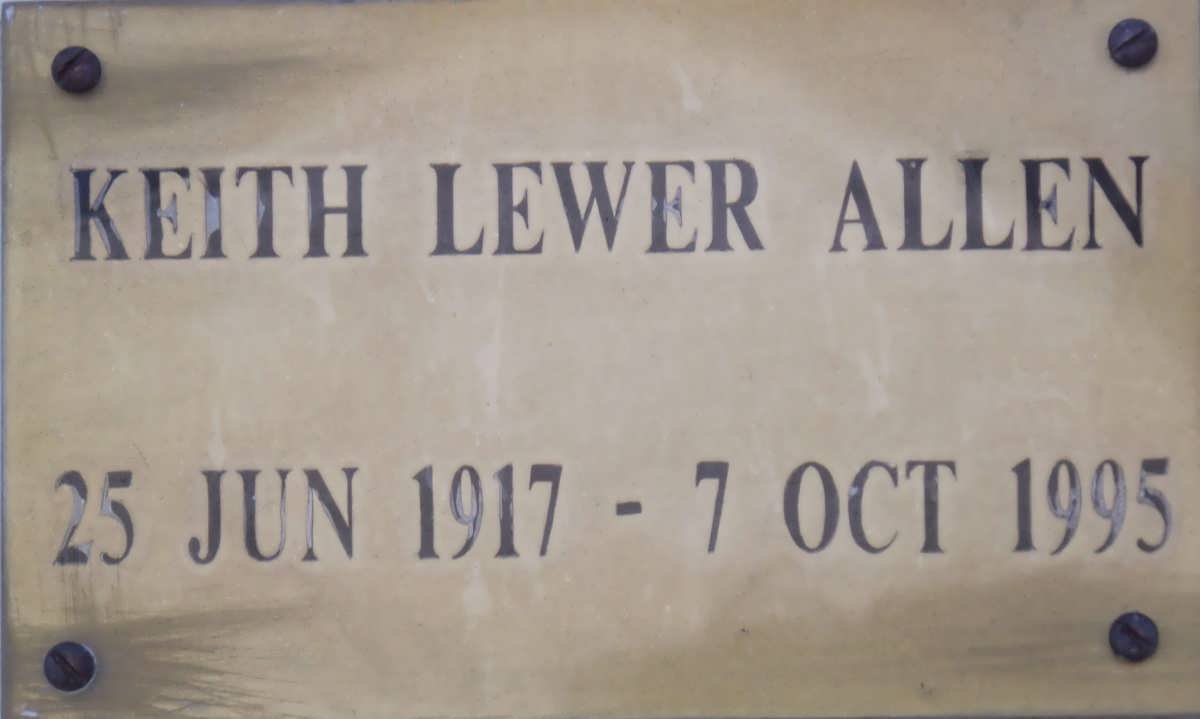 KEITH LEWER ALLEN
25 JUN 1917 - 7 OCT 1995